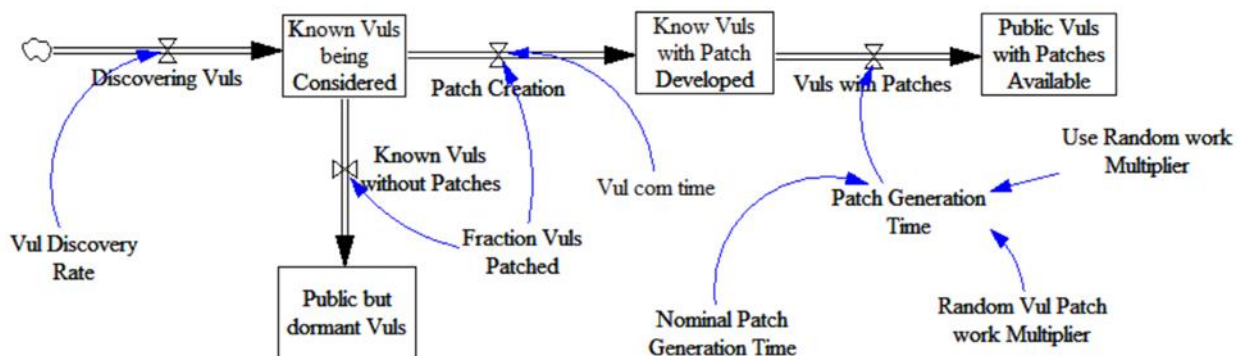 Known Vuls
being
Considered
Know Vuls
with Patch
Developed
Public Vuls
with Patches
Available
Discovering Vuls
Patch Creation
Vuls with Patches
Known Vuls
without Patches
Vul com time
Use Random work
Multiplier
Patch Generation
Time
Vul Discovery
Rate
Fraction Vuls
Patched
Public but
dormant Vuls
Nominal Patch
Generation Time
Random Vul Patch
work Multiplier